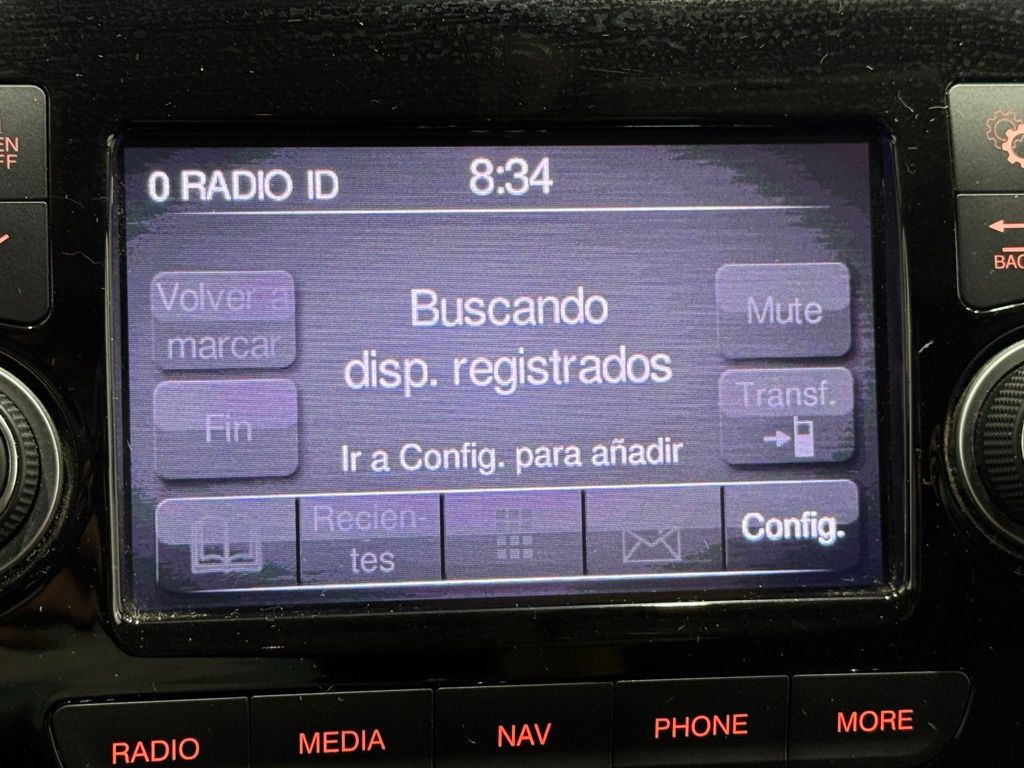 0 RADIO ID
8:34
Volver a
marcar
Buscando
disp. registrados
Mute
Fin
Transf.
Ir a Config. para añadir
Recien-
tes
Config.
RADIO
MEDIA
NAV
PHONE
MORE